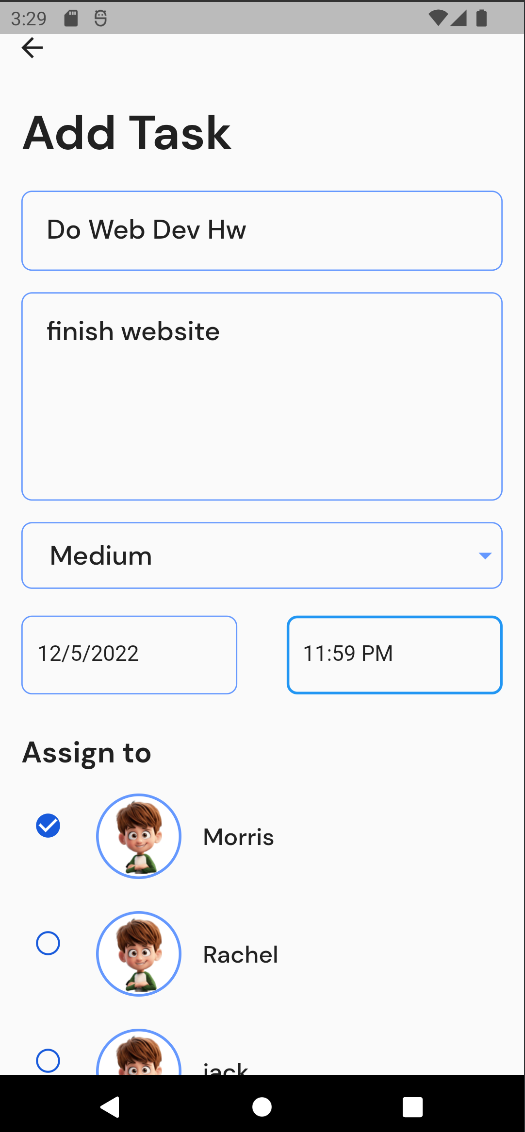 3:29
Add Task
Do Web Dev Hw
finish website
Medium
12/5/2022
11:59 PM
Assign to
Morris
Rachel
jack